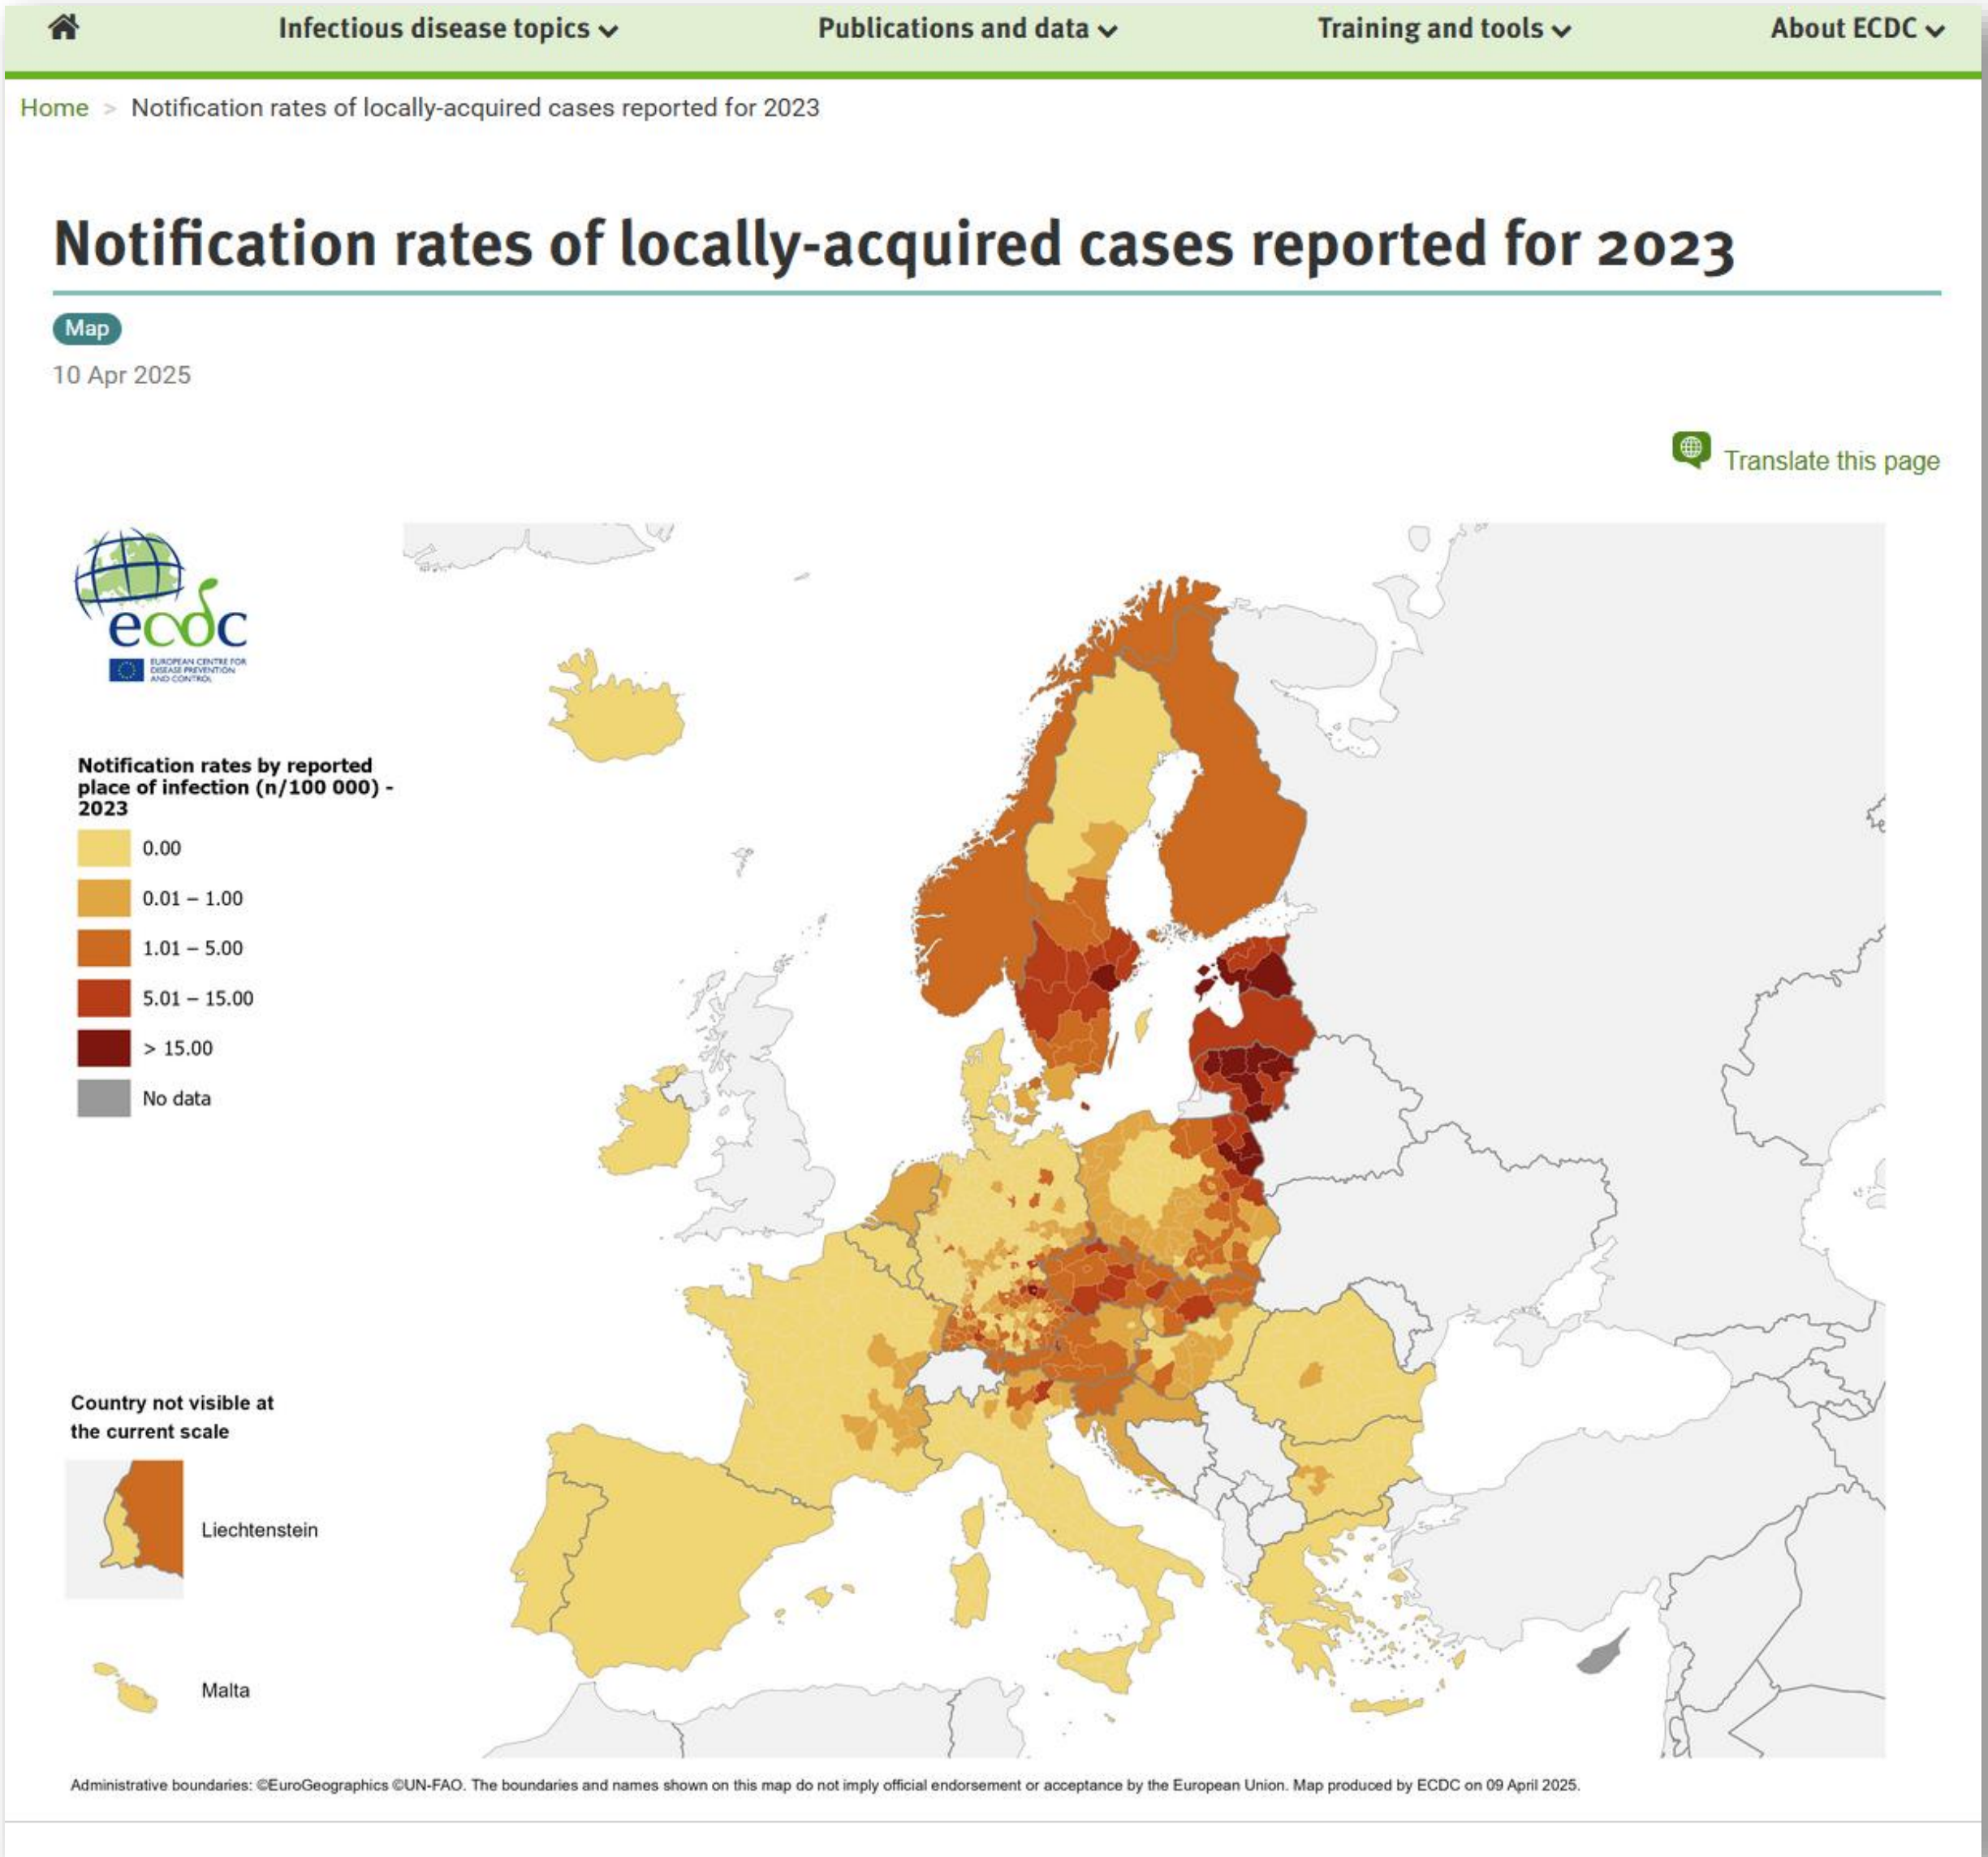 Infectious disease topics Publications and data Training and tools About ECDC
Home > Notification rates of locally-acquired cases reported for 2023
Notification rates of locally-acquired cases reported for 2023
Map
10 Apr 2025
Translate this page
ecdc
EUROPEAN CENTRE FOR
DISEASE PREVENTION
AND CONTROL
Notification rates by reported
place of infection (n/100 000) -
2023
0.00
0.01 – 1.00
1.01 – 5.00
5.01 – 15.00
> 15.00
No data
Country not visible at
the current scale
Liechtenstein
Malta
Administrative boundaries: ©EuroGeographics ©UN-FAO. The boundaries and names shown on this map do not imply official endorsement or acceptance by the European Union. Map produced by ECDC on 09 April 2025.